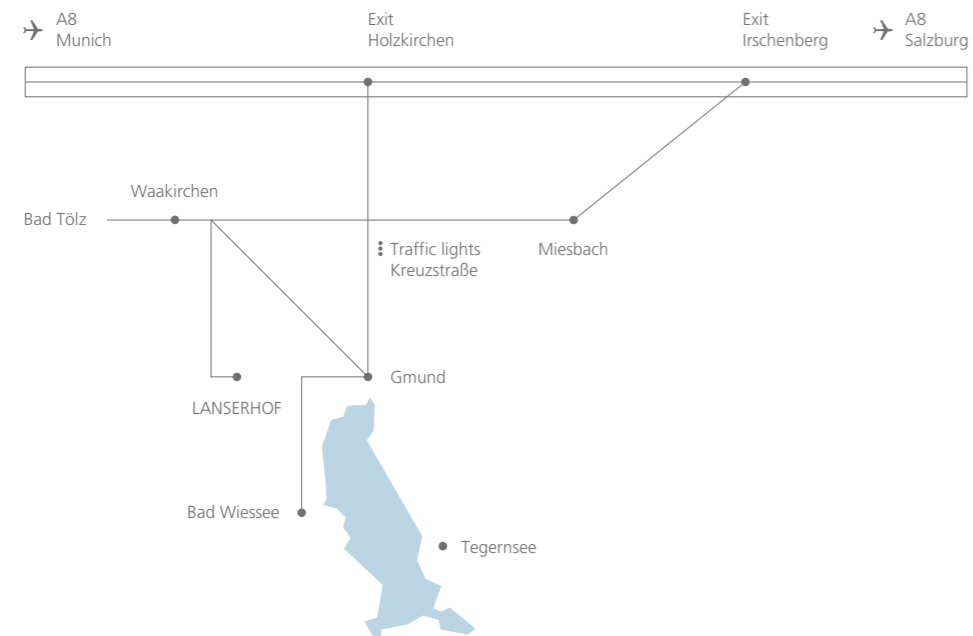 A8
Munich
Exit
Holzkirchen
Exit
Irschenberg
A8
Salzburg
Waakirchen
Bad Tölz
Traffic lights
Kreuzstraße
Miesbach
Gmund
LANSERHOF
Bad Wiessee
Tegernsee